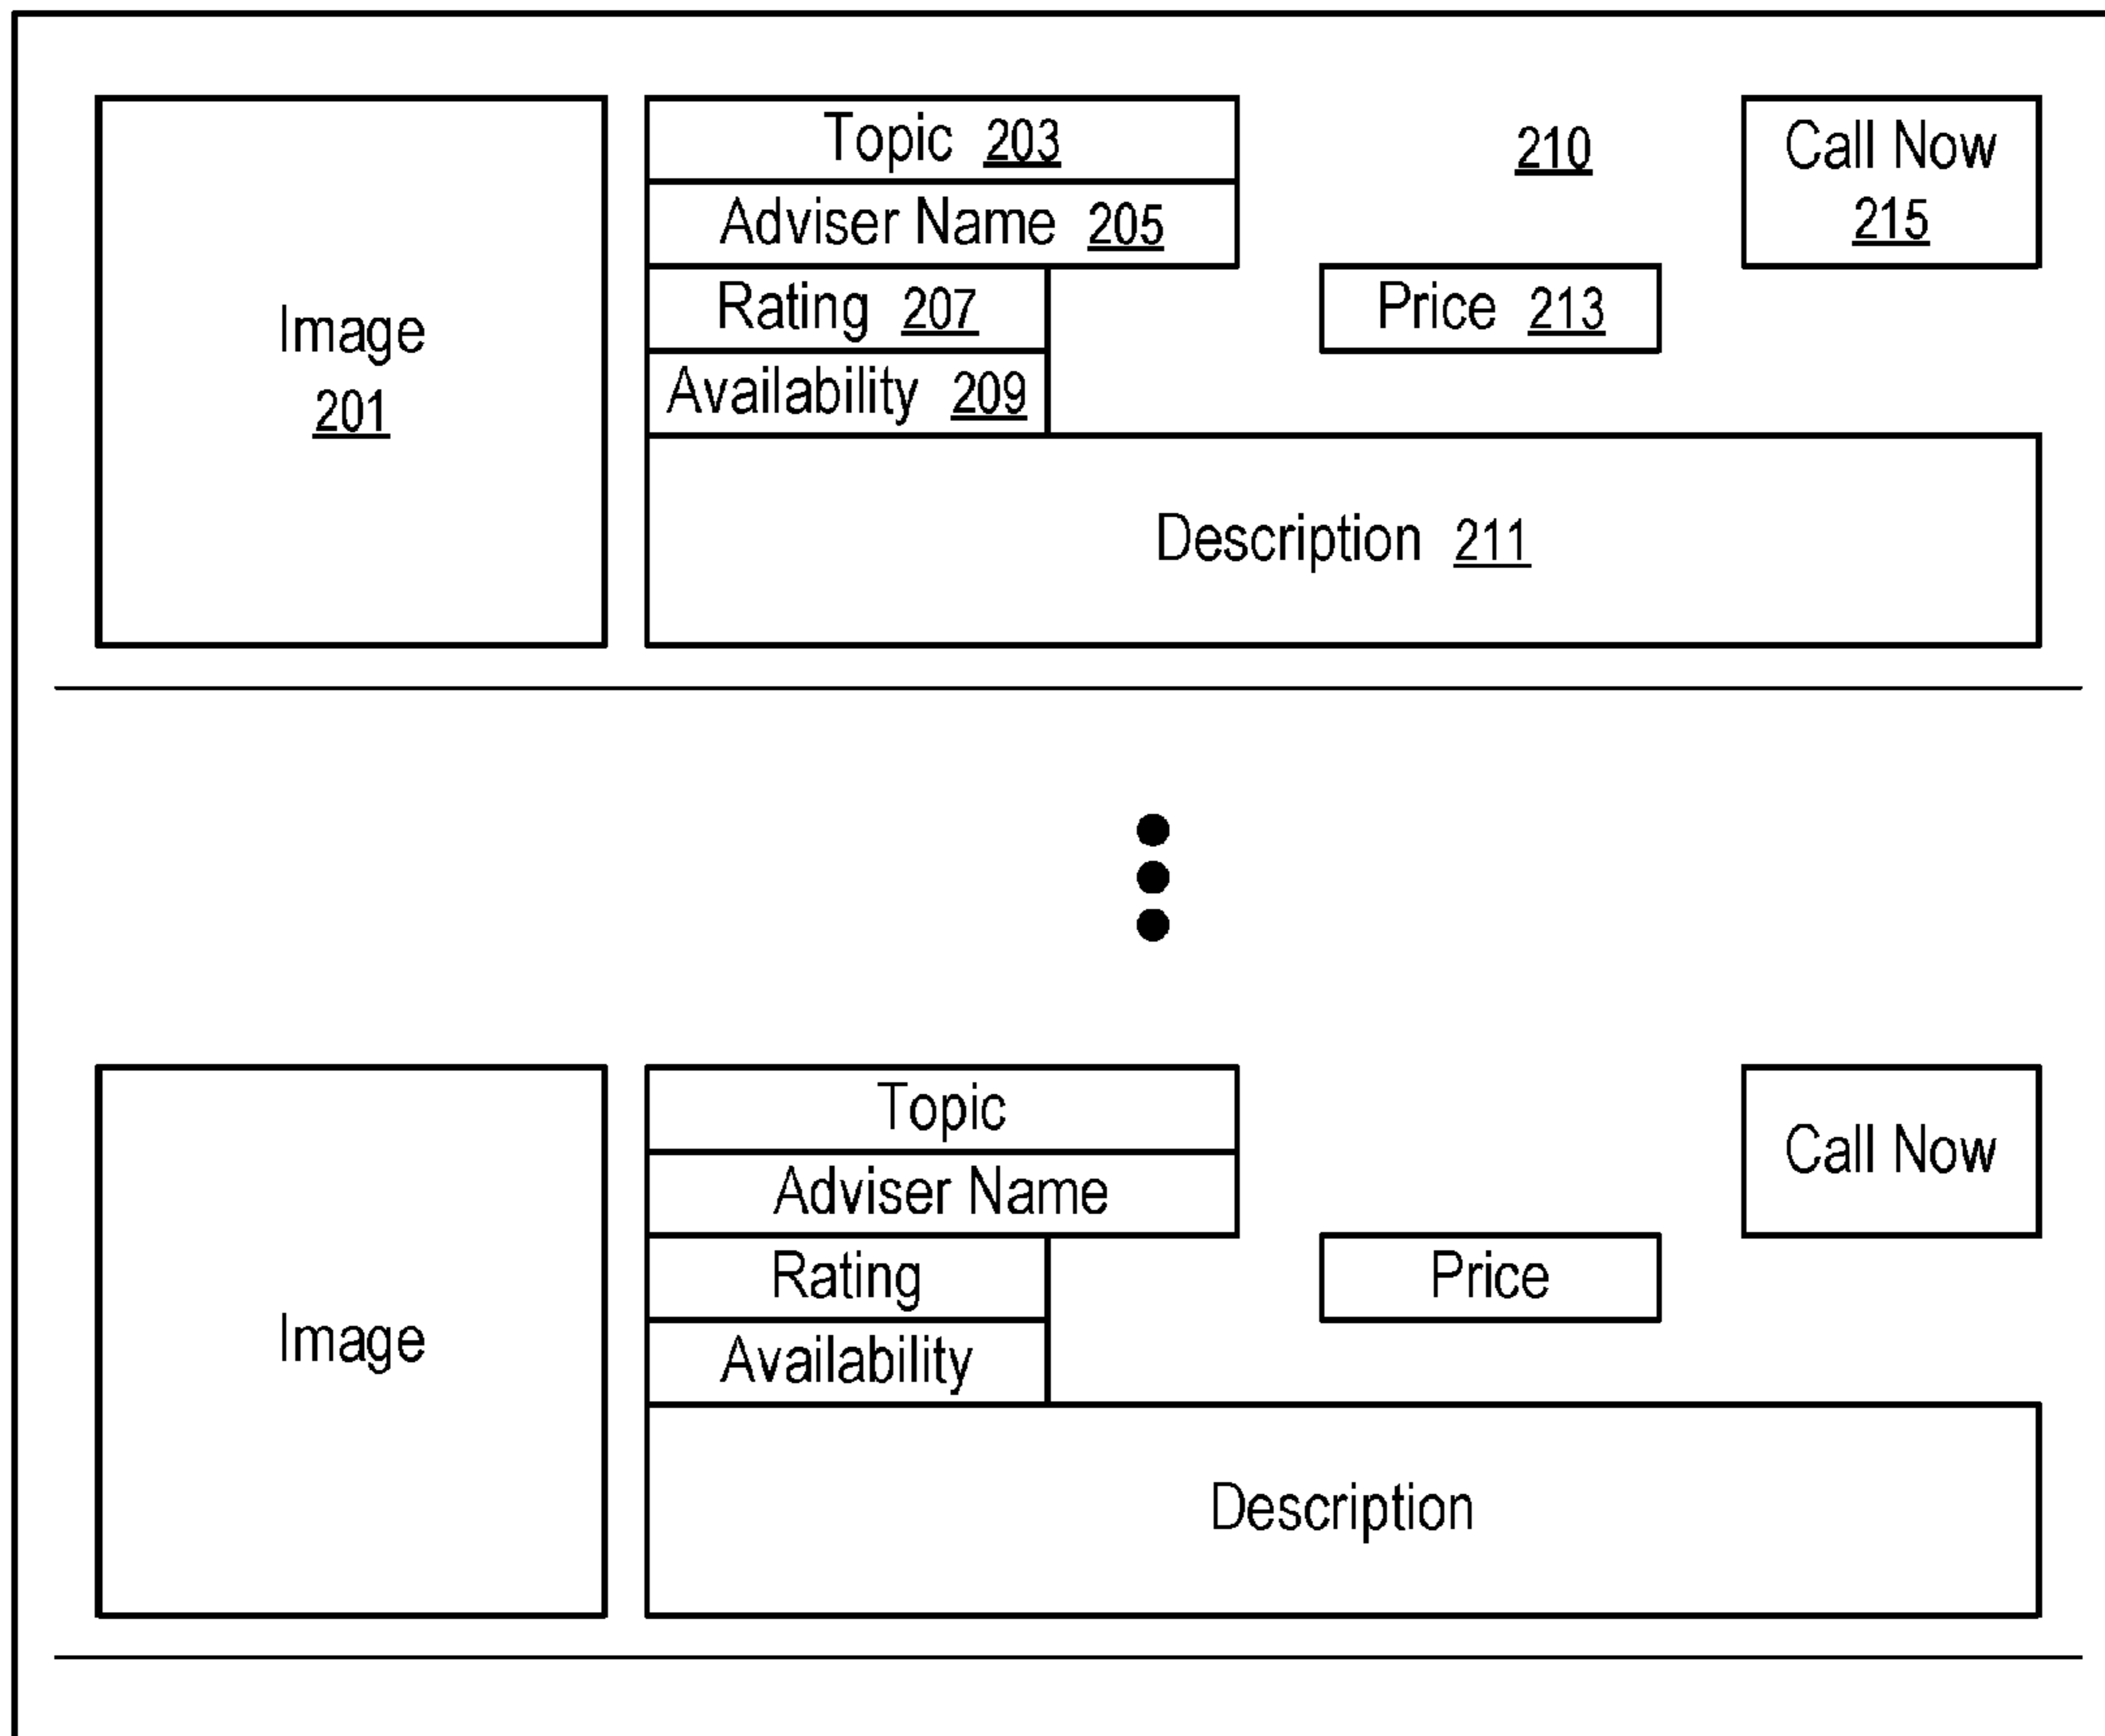 Image
201
Topic 203
Adviser Name 205
Rating 207
Availability 209
210
Price 213
Call Now
215
Description 211
Image
Topic
Adviser Name
Rating
Availability
Price
Call Now
Description